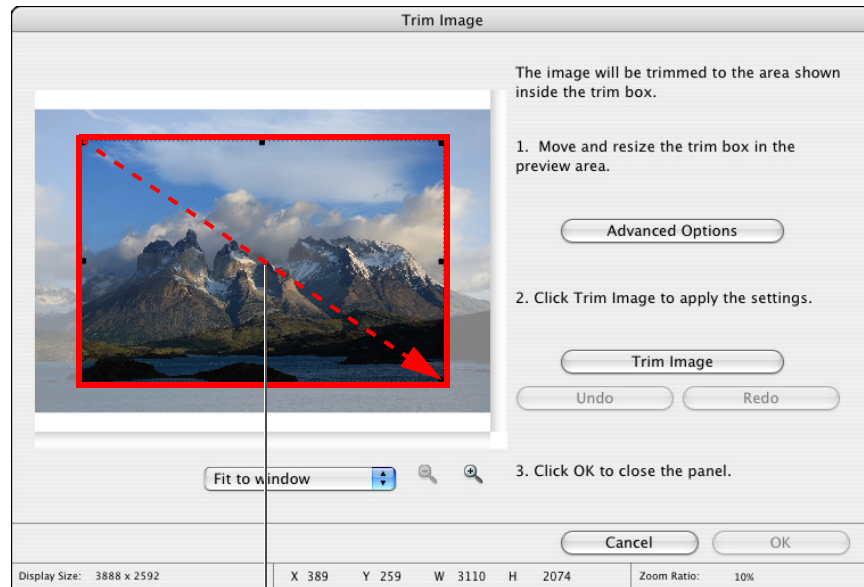 Trim Image
The image will be trimmed to the area shown
inside the trim box.
1. Move and resize the trim box in the
preview area.
Advanced Options
2. Click Trim Image to apply the settings.
Trim Image
Undo Redo
Fit to window
3. Click OK to close the panel.
Cancel OK
Display Size: 3888 x 2592 X 389 Y 259 W 3110 H 2074 Zoom Ratio: 10%